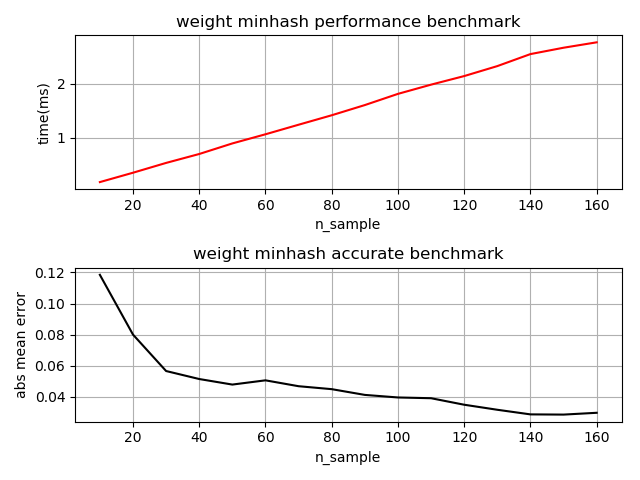 weight minhash performance benchmark
time(ms)
2
1
20 40 60 80 100 120 140 160
n_sample
weight minhash accurate benchmark
abs mean error
0.12
0.10
0.08
0.06
0.04
20 40 60 80 100 120 140 160
n_sample